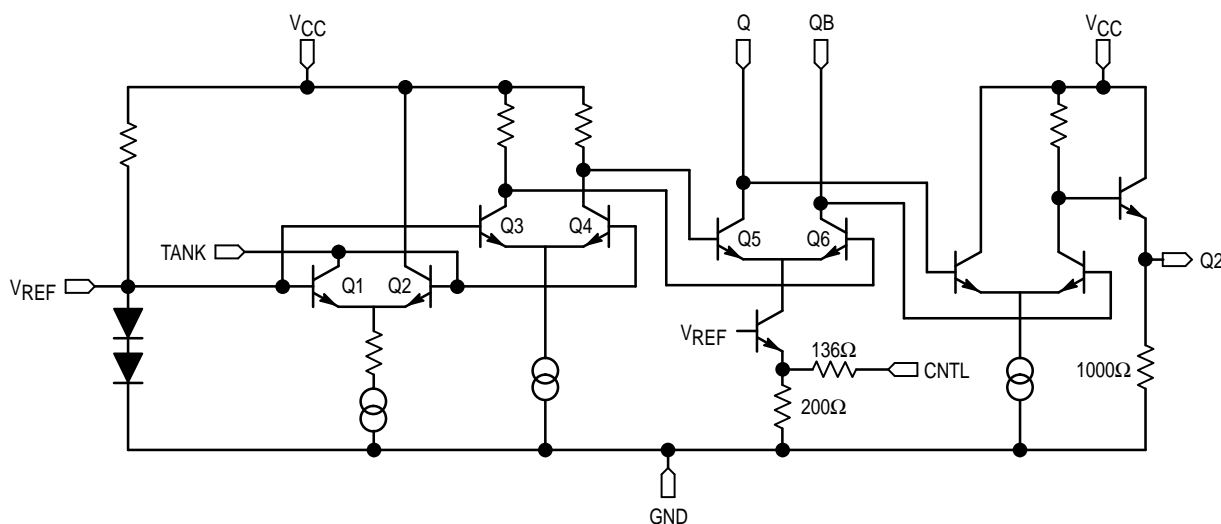 VCC
Q
QB
VCC
Q3
Q4
Q5
Q6
TANK
Q1
Q2
VREF
Q2
VREF
136Ω
CNTL
200Ω
1000Ω
GND